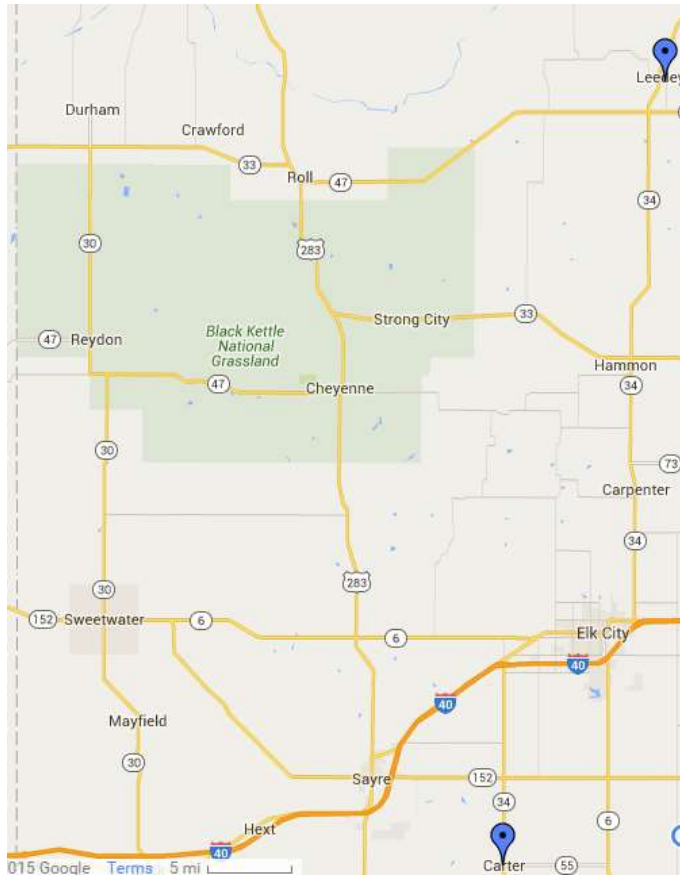 Leedey
Durham
Crawford
33
Roll
47
34
30
283
Strong City
33
47
Reydon
Black Kettle
National
Grassland
Hammon
47
Cheyenne
34
30
73
Carpenter
34
283
30
152
Sweetwater
6
6
Elk City
40
40
Mayfield
30
Sayre
152
34
Hext
6
40
Carter
55
015 Google
Terms
5 mi